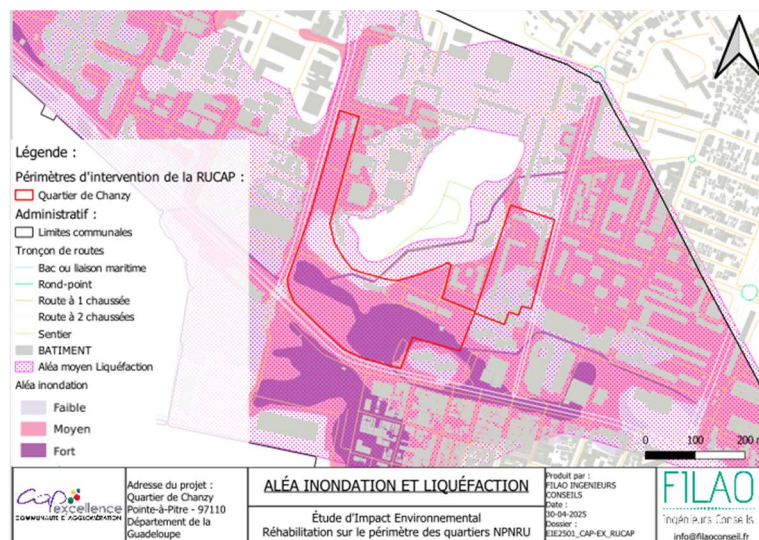 Légende :
Périmètres d'intervention de la RUCAP :
Quartier de Chanzy
Administratif :
Limites communales
Tronçon de routes
Bac ou liaison maritime
Rond-point
Route à 1 chaussée
Route à 2 chaussées
Sentier
BATIMENT
Aléa moyen Liquéfaction
Aléa inondation
Faible
Moyen
Fort
0 100 200 m
cap excellence
COMMUNAUTÉ D'AGGLOMÉRATION
Adresse du projet :
Quartier de Chanzy
Pointe-à-Pitre - 97110
Département de la
Guadeloupe
ALÉA INONDATION ET LIQUÉFACTION
Étude d'Impact Environnemental
Réhabilitation sur le périmètre des quartiers NPNRU
Produit par :
FILAO INGENIEURS
CONSEILS
Date :
30-04-2025
Dossier :
EIE2501_CAP-EX_RUCAP
FILAO
Ingénieurs Conseils
info@filaoconseil.fr